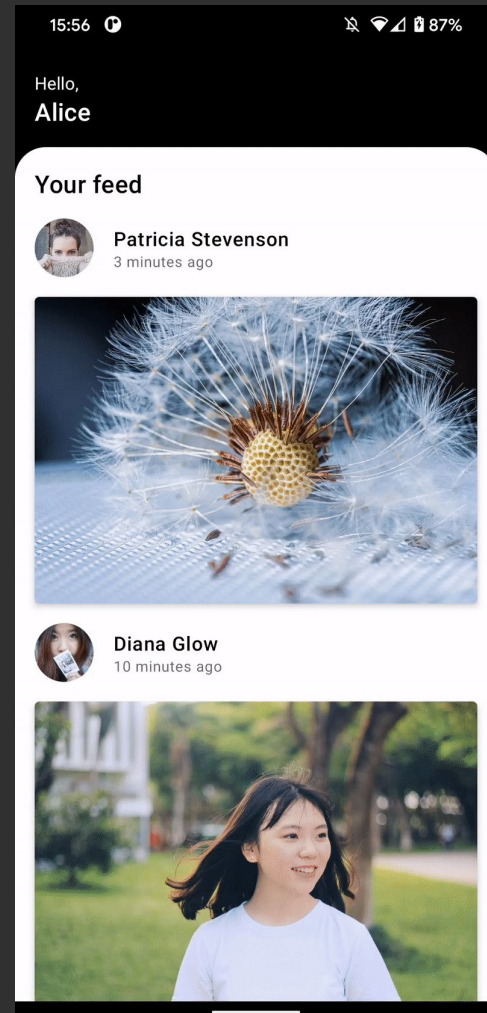 15:56
87%
Hello,
Alice
Your feed
Patricia Stevenson
3 minutes ago
Diana Glow
10 minutes ago